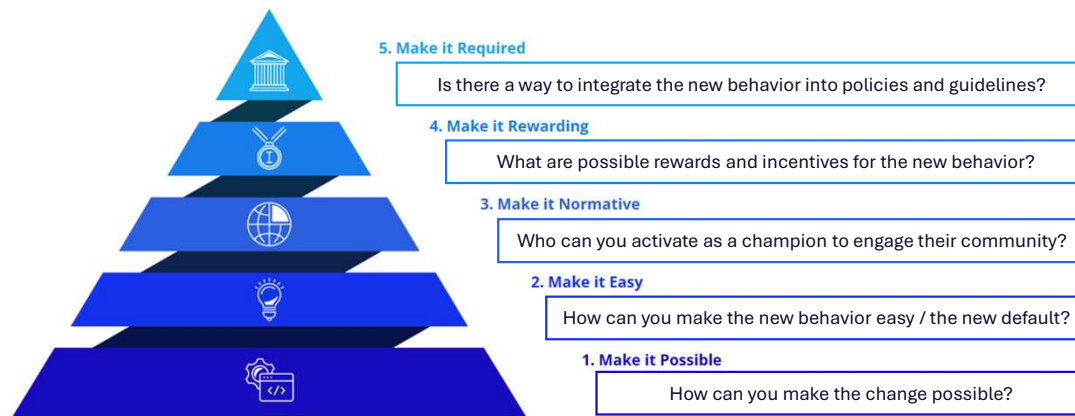 5. Make it Required
Is there a way to integrate the new behavior into policies and guidelines?
4. Make it Rewarding
What are possible rewards and incentives for the new behavior?
3. Make it Normative
Who can you activate as a champion to engage their community?
2. Make it Easy
How can you make the new behavior easy / the new default?
1. Make it Possible
How can you make the change possible?
I
</>